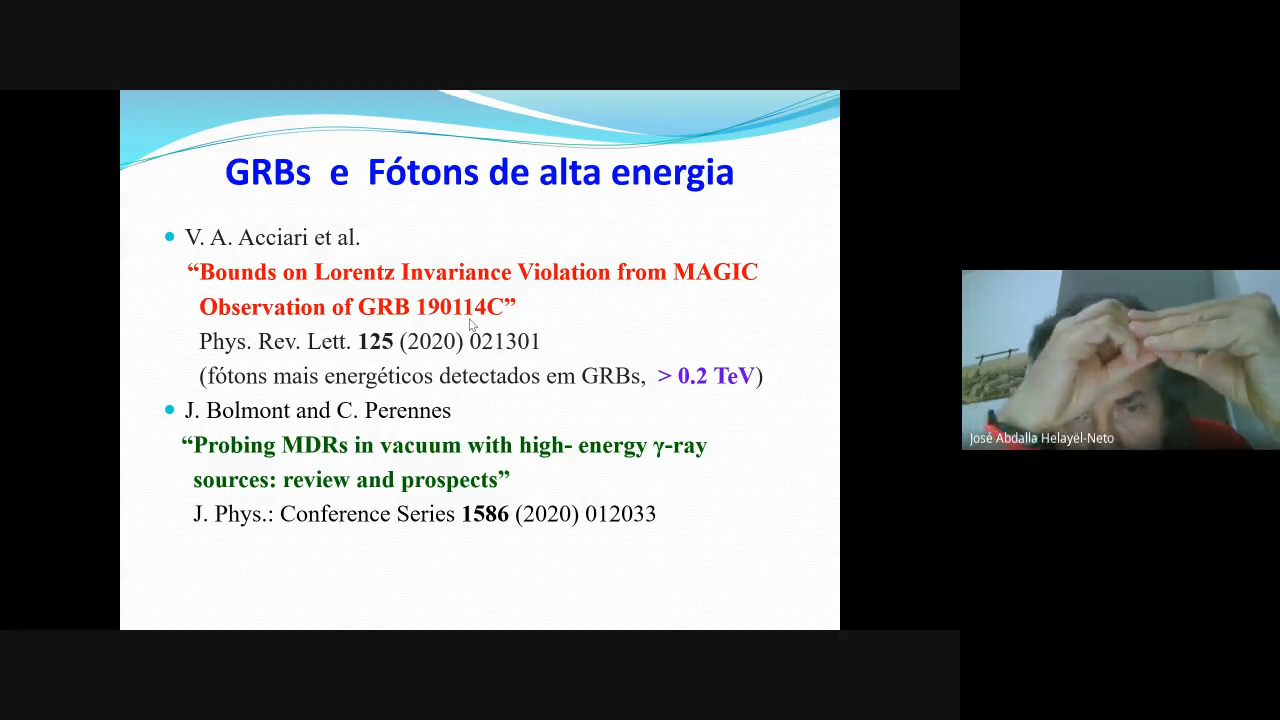 GRBs e Fótons de alta energia
V. A. Acciari et al.
“Bounds on Lorentz Invariance Violation from MAGIC
Observation of GRB 190114C”
Phys. Rev. Lett. 125 (2020) 021301
(fótons mais energéticos detectados em GRBs, > 0.2 TeV)
J. Bolmont and C. Perennes
“Probing MDRs in vacuum with high- energy γ-ray
sources: review and prospects”
J. Phys.: Conference Series 1586 (2020) 012033
José Abdalla Helayël-Neto